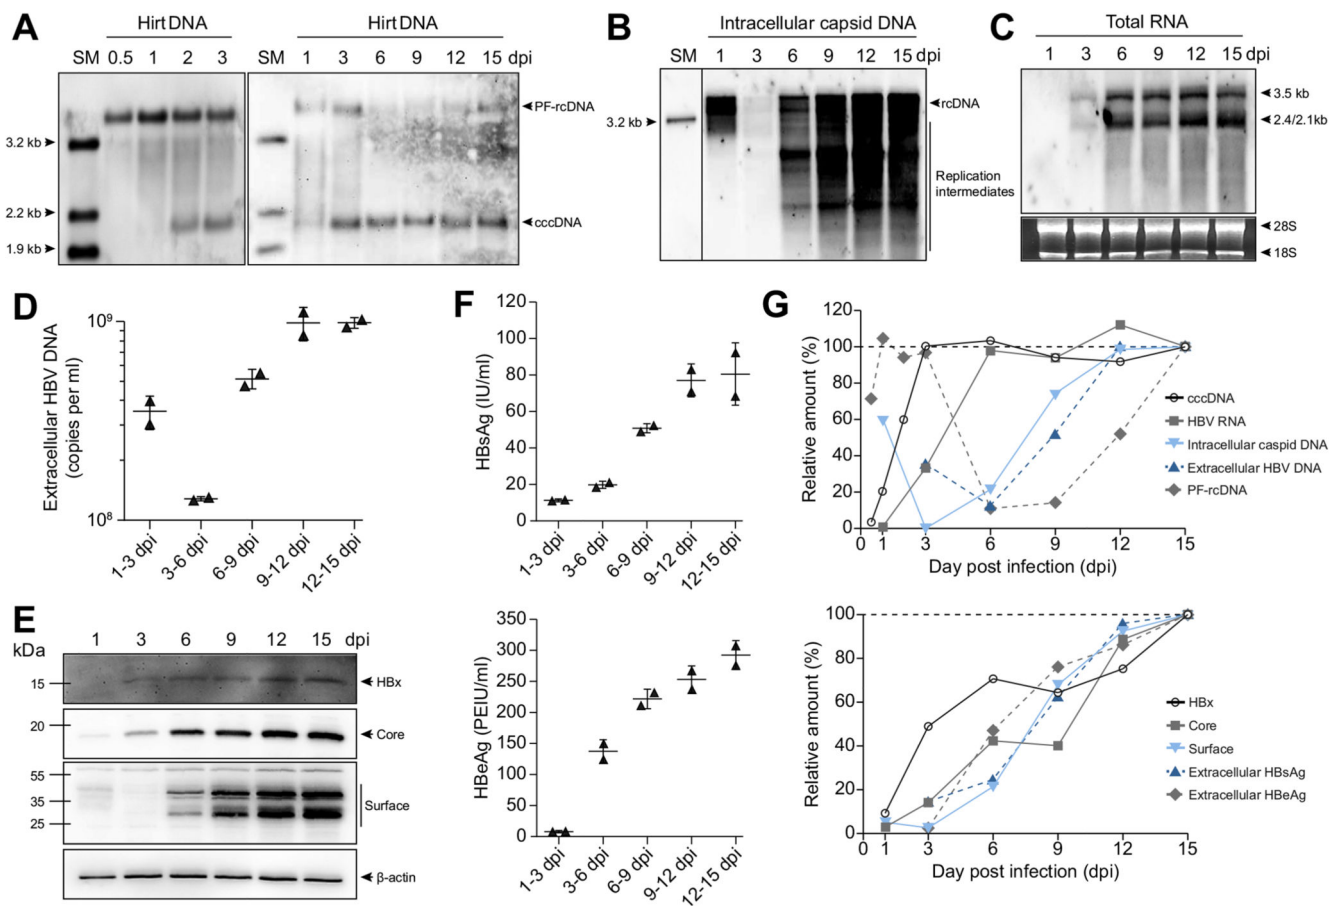 A
Hirt DNA
Hirt DNA
SM 0.5 1 2 3
SM 1 3 6 9 12 15 dpi
PF-rcDNA
3.2 kb
2.2 kb
1.9 kb
cccDNA
B
Intracellular capsid DNA
SM 1 3 6 9 12 15 dpi
3.2 kb
rcDNA
Replication
intermediates
C
Total RNA
1 3 6 9 12 15 dpi
3.5 kb
2.4/2.1kb
28S
18S
D
Extracellular HBV DNA
(copies per ml)
10⁹
10⁸
1-3 dpi
3-6 dpi
6-9 dpi
9-12 dpi
12-15 dpi
E
1 3 6 9 12 15 dpi
kDa
15
HBx
20
Core
55
35
25
Surface
β-actin
F
HBsAg (IU/ml)
120
100
80
60
40
20
0
1-3 dpi
3-6 dpi
6-9 dpi
9-12 dpi
12-15 dpi
HBeAg (PEIU/ml)
350
300
250
200
150
100
50
0
1-3 dpi
3-6 dpi
6-9 dpi
9-12 dpi
12-15 dpi
G
Relative amount (%)
120
100
80
60
40
20
0
0 1 3 6 9 12 15
Day post infection (dpi)
cccDNA
HBV RNA
Intracellular caspid DNA
Extracellular HBV DNA
PF-rcDNA
Relative amount (%)
100
80
60
40
20
0
0 1 3 6 9 12 15
Day post infection (dpi)
HBx
Core
Surface
Extracellular HBsAg
Extracellular HBeAg